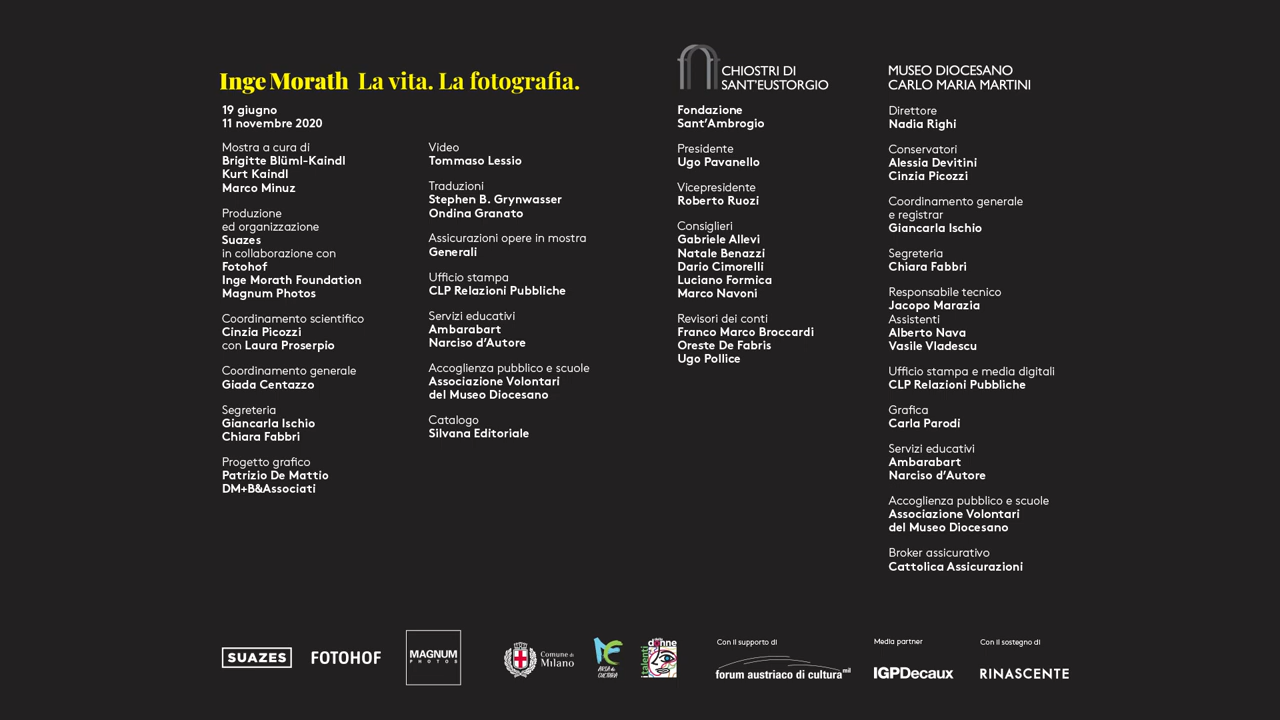 Inge Morath La vita. La fotografia.
19 giugno
11 novembre 2020
Mostra a cura di
Brigitte Blüml-Kaindl
Kurt Kaindl
Marco Minuz
Produzione
ed organizzazione
Suazes
in collaborazione con
Fotohof
Inge Morath Foundation
Magnum Photos
Coordinamento scientifico
Cinzia Picozzi
con Laura Proserpio
Coordinamento generale
Giada Centazzo
Segreteria
Giancarla Ischio
Chiara Fabbri
Progetto grafico
Patrizio De Mattio
DM+B&Associati
Video
Tommaso Lessio
Traduzioni
Stephen B. Grynwasser
Ondina Granato
Assicurazioni opere in mostra
Generali
Ufficio stampa
CLP Relazioni Pubbliche
Servizi educativi
Ambarabart
Narciso d'Autore
Accoglienza pubblico e scuole
Associazione Volontari
del Museo Diocesano
Catalogo
Silvana Editoriale
CHIOSTRI DI
SANT'EUSTORGIO
Fondazione
Sant'Ambrogio
Presidente
Ugo Pavanello
Vicepresidente
Roberto Ruozi
Consiglieri
Gabriele Allevi
Natale Benazzi
Dario Cimorelli
Luciano Formica
Marco Navoni
Revisori dei conti
Franco Marco Broccardi
Oreste De Fabris
Ugo Pollice
MUSEO DIOCESANO
CARLO MARIA MARTINI
Direttore
Nadia Righi
Conservatori
Alessia Devitini
Cinzia Picozzi
Coordinamento generale
e registrar
Giancarla Ischio
Segreteria
Chiara Fabbri
Responsabile tecnico
Jacopo Marazia
Assistenti
Alberto Nava
Vasile Vladescu
Ufficio stampa e media digitali
CLP Relazioni Pubbliche
Grafica
Carla Parodi
Servizi educativi
Ambarabart
Narciso d'Autore
Accoglienza pubblico e scuole
Associazione Volontari
del Museo Diocesano
Broker assicurativo
Cattolica Assicurazioni
SUAZES
FOTOHOF
MAGNUM
PHOTOS
Comune di
Milano
CULTURA
i talenti
donne
Con il supporto di
forum austriaco di cultura mil
Media partner
IGPDecaux
Con il sostegno di
RINASCENTE